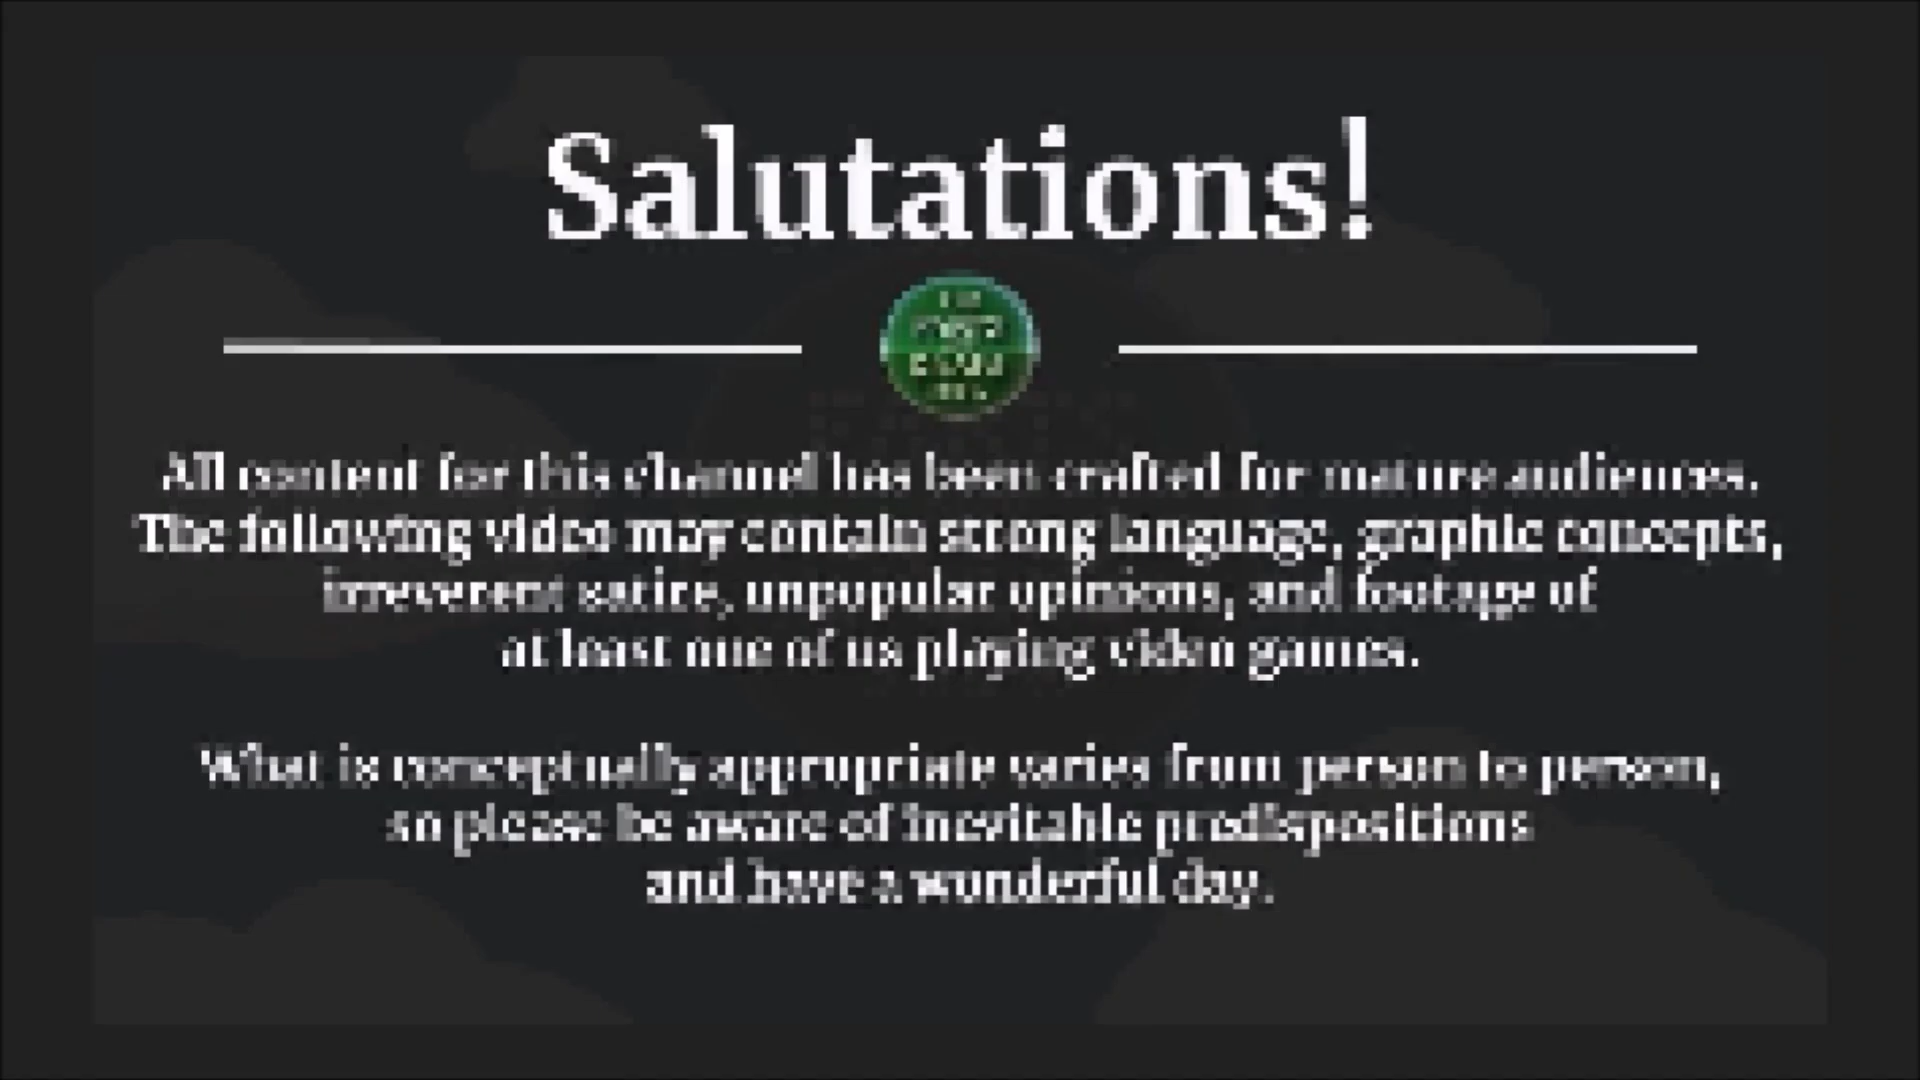 Salutations!
All content for this channel has been crafted for mature audiences.
The following video may contain strong language, graphic concepts,
irreverent satire, unpopular opinions, and footage of
at least one of us playing video games.
What is conceptually appropriate varies from person to person,
so please be aware of inevitable predispositions
and have a wonderful day.